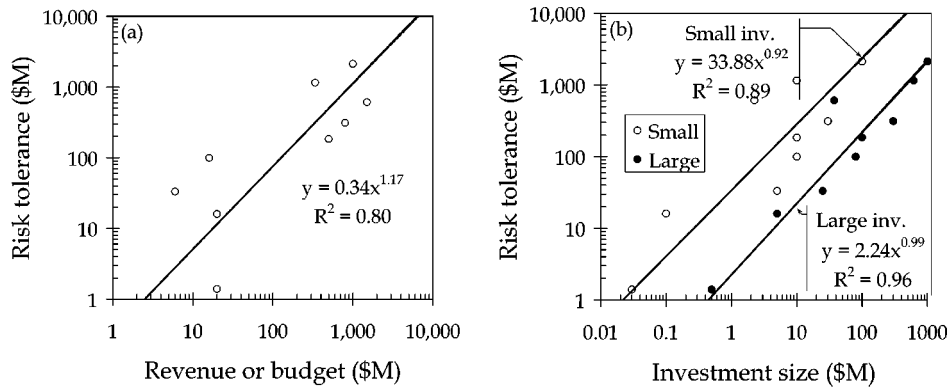 (a)
10,000
1,000
100
10
1
Risk tolerance ($M)
y = 0.34x^1.17
R² = 0.80
1 10 100 1,000 10,000
Revenue or budget ($M)
(b)
10,000
1,000
100
10
1
Risk tolerance ($M)
Small inv.
y = 33.88x^0.92
R² = 0.89
Small
Large
Large inv.
y = 2.24x^0.99
R² = 0.96
0.01 0.1 1 10 100 1000
Investment size ($M)